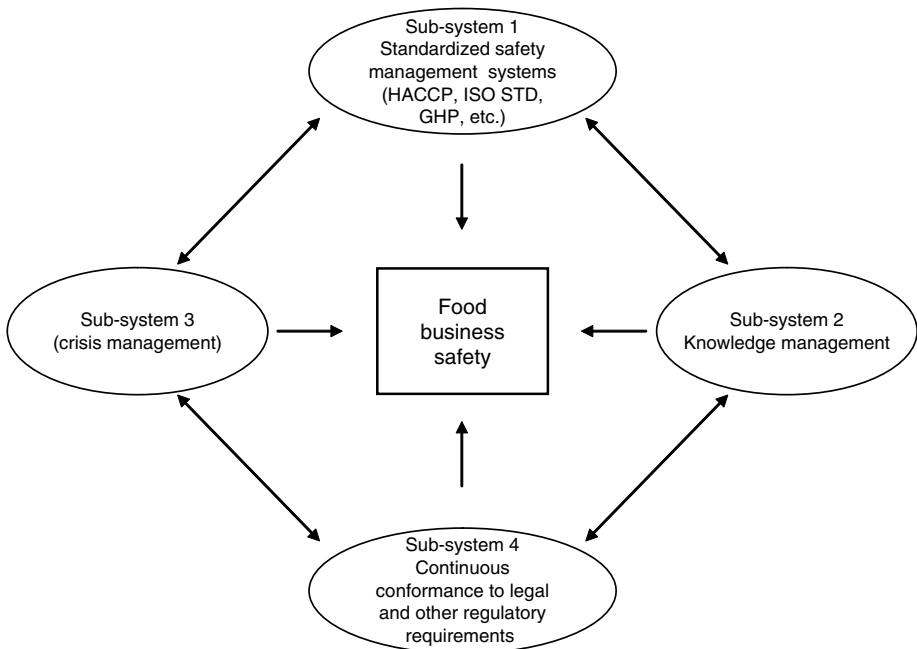 Sub-system 1
Standardized safety
management systems
(HACCP, ISO STD,
GHP, etc.)
Sub-system 3
(crisis management)
Food
business
safety
Sub-system 2
Knowledge management
Sub-system 4
Continuous
conformance to legal
and other regulatory
requirements